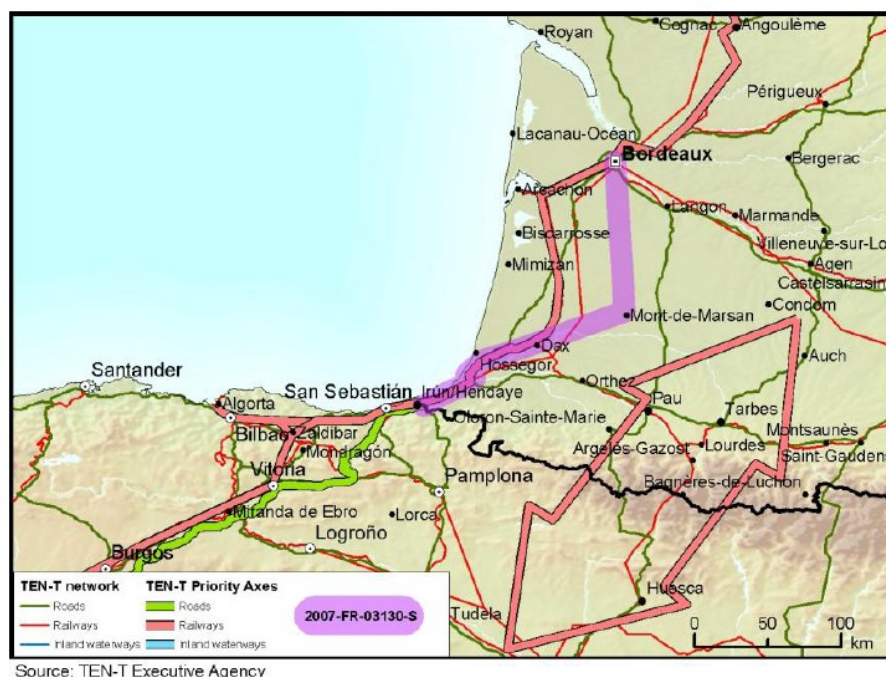 Royan
Cognac
Angoulême
Périgueux
Lacanau-Océan
Bordeaux
Bergerac
Arcachon
Langon
Marmande
Biscarrosse
Villeneuve-sur-Lo
Mimizan
Agen
Castelsarrasin
Condom
Mont-de-Marsan
Dax
Auch
Hossegor
Santander
San Sebastián
Irún/Hendaye
Orthez
Algorta
Pau
Oloron-Sainte-Marie
Tarbes
Bilbao
Zaldibar
Montsaunès
Mondragón
Argelès-Gazost
Lourdes
Saint-Gaudens
Vitoria
Pamplona
Bagnères-de-Luchon
Miranda de Ebro
Lorca
Logroño
Burgos
Huesca
Tudela
TEN-T network
Roads
Railways
Inland waterways
TEN-T Priority Axes
Roads
Railways
Inland waterways
2007-FR-03130-S
0 50 100
km
Source: TEN-T Executive Agency